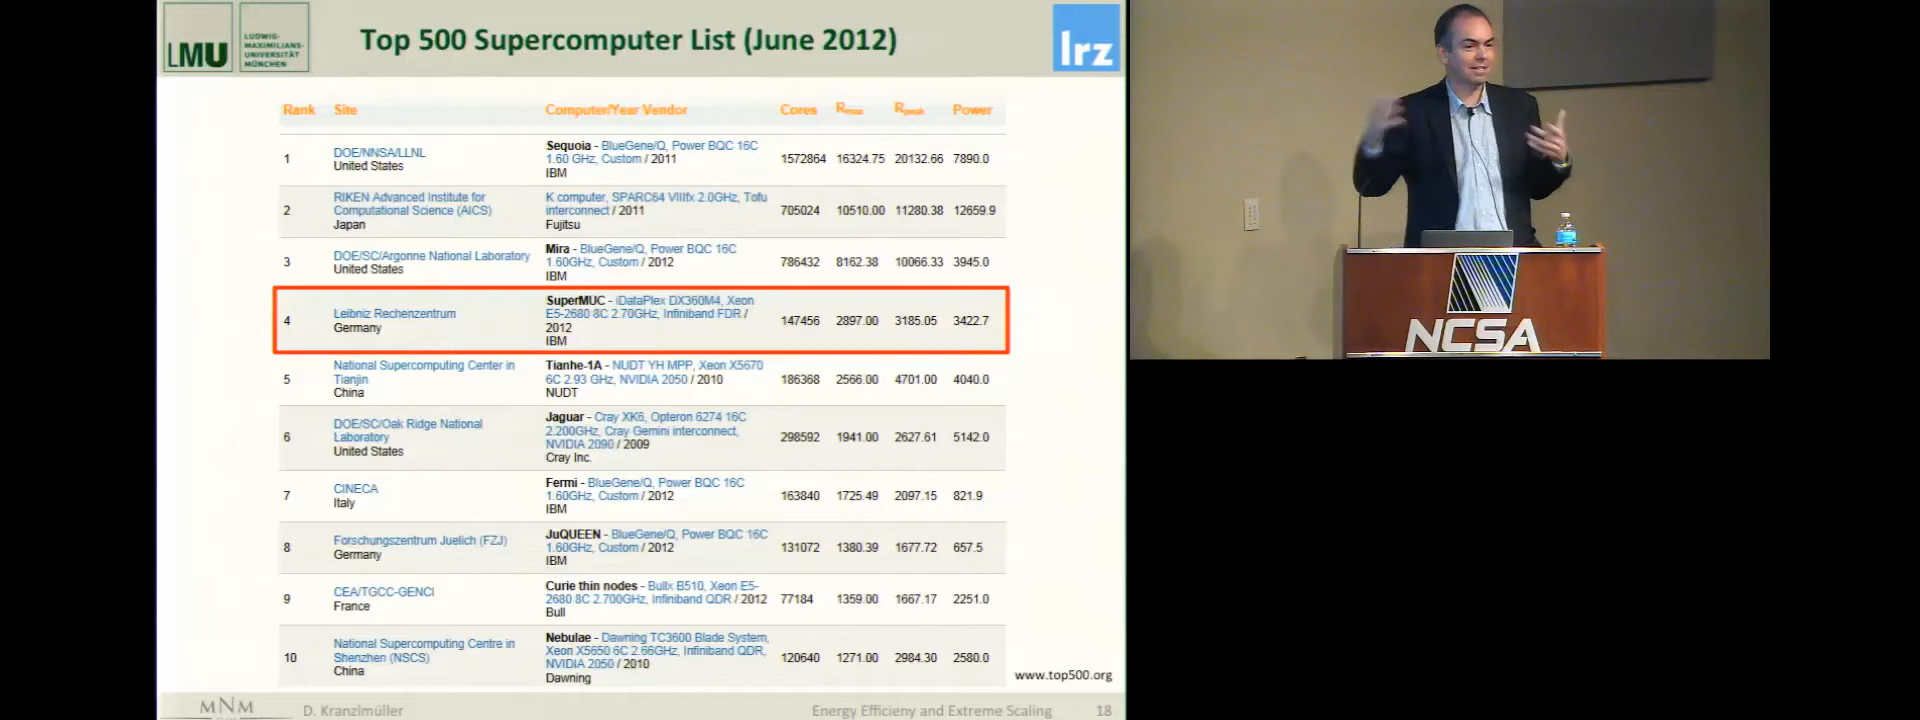 LMU
LUDWIG-
MAXIMILIANS-
UNIVERSITÄT
MÜNCHEN
Top 500 Supercomputer List (June 2012)
lrz
Rank Site Computer/Year Vendor Cores Rmax Rpeak Power
1 DOE/NNSA/LLNL
United States
Sequoia - BlueGene/Q, Power BQC 16C
1.60 GHz, Custom / 2011
IBM
1572864 16324.75 20132.66 7890.0
2 RIKEN Advanced Institute for
Computational Science (AICS)
Japan
K computer, SPARC64 VIIIfx 2.0GHz, Tofu
interconnect / 2011
Fujitsu
705024 10510.00 11280.38 12659.9
3 DOE/SC/Argonne National Laboratory
United States
Mira - BlueGene/Q, Power BQC 16C
1.60GHz, Custom / 2012
IBM
786432 8162.38 10066.33 3945.0
4 Leibniz Rechenzentrum
Germany
SuperMUC - iDataPlex DX360M4, Xeon
E5-2680 8C 2.70GHz, Infiniband FDR /
2012
IBM
147456 2897.00 3185.05 3422.7
5 National Supercomputing Center in
Tianjin
China
Tianhe-1A - NUDT YH MPP, Xeon X5670
6C 2.93 GHz, NVIDIA 2050 / 2010
NUDT
186368 2566.00 4701.00 4040.0
6 DOE/SC/Oak Ridge National
Laboratory
United States
Jaguar - Cray XK6, Opteron 6274 16C
2.200GHz, Cray Gemini interconnect,
NVIDIA 2090 / 2009
Cray Inc.
298592 1941.00 2627.61 5142.0
7 CINECA
Italy
Fermi - BlueGene/Q, Power BQC 16C
1.60GHz, Custom / 2012
IBM
163840 1725.49 2097.15 821.9
8 Forschungszentrum Juelich (FZJ)
Germany
JuQUEEN - BlueGene/Q, Power BQC 16C
1.60GHz, Custom / 2012
IBM
131072 1380.39 1677.72 657.5
9 CEA/TGCC-GENCI
France
Curie thin nodes - Bullx B510, Xeon E5-
2680 8C 2.700GHz, Infiniband QDR / 2012
Bull
77184 1359.00 1667.17 2251.0
10 National Supercomputing Centre in
Shenzhen (NSCS)
China
Nebulae - Dawning TC3600 Blade System,
Xeon X5650 6C 2.66GHz, Infiniband QDR,
NVIDIA 2050 / 2010
Dawning
120640 1271.00 2984.30 2580.0
www.top500.org
MNM
D. Kranzlmüller
Energy Efficieny and Extreme Scaling
18
NCSA